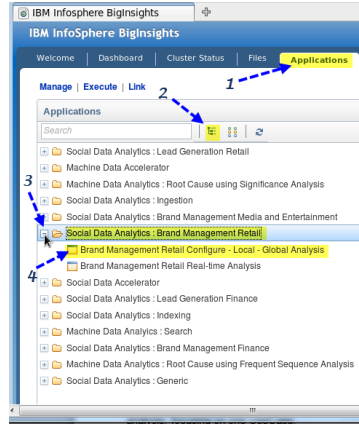 IBM Infosphere BigInsights
IBM InfoSphere BigInsights
Welcome | Dashboard | Cluster Status | Files | Applications
1
Manage | Execute | Link
2
Applications
Search
Social Data Analytics : Lead Generation Retail
Machine Data Accelerator
3
Machine Data Analytics : Root Cause using Significance Analysis
Social Data Analytics : Ingestion
Social Data Analytics : Brand Management Media and Entertainment
Social Data Analytics : Brand Management Retail
Brand Management Retail Configure - Local - Global Analysis
4
Brand Management Retail Real-time Analysis
Social Data Accelerator
Social Data Analytics : Lead Generation Finance
Social Data Analytics : Indexing
Machine Data Analyics : Search
Social Data Analytics : Brand Management Finance
Machine Data Analytics : Root Cause using Frequent Sequence Analysis
Social Data Analytics : Generic